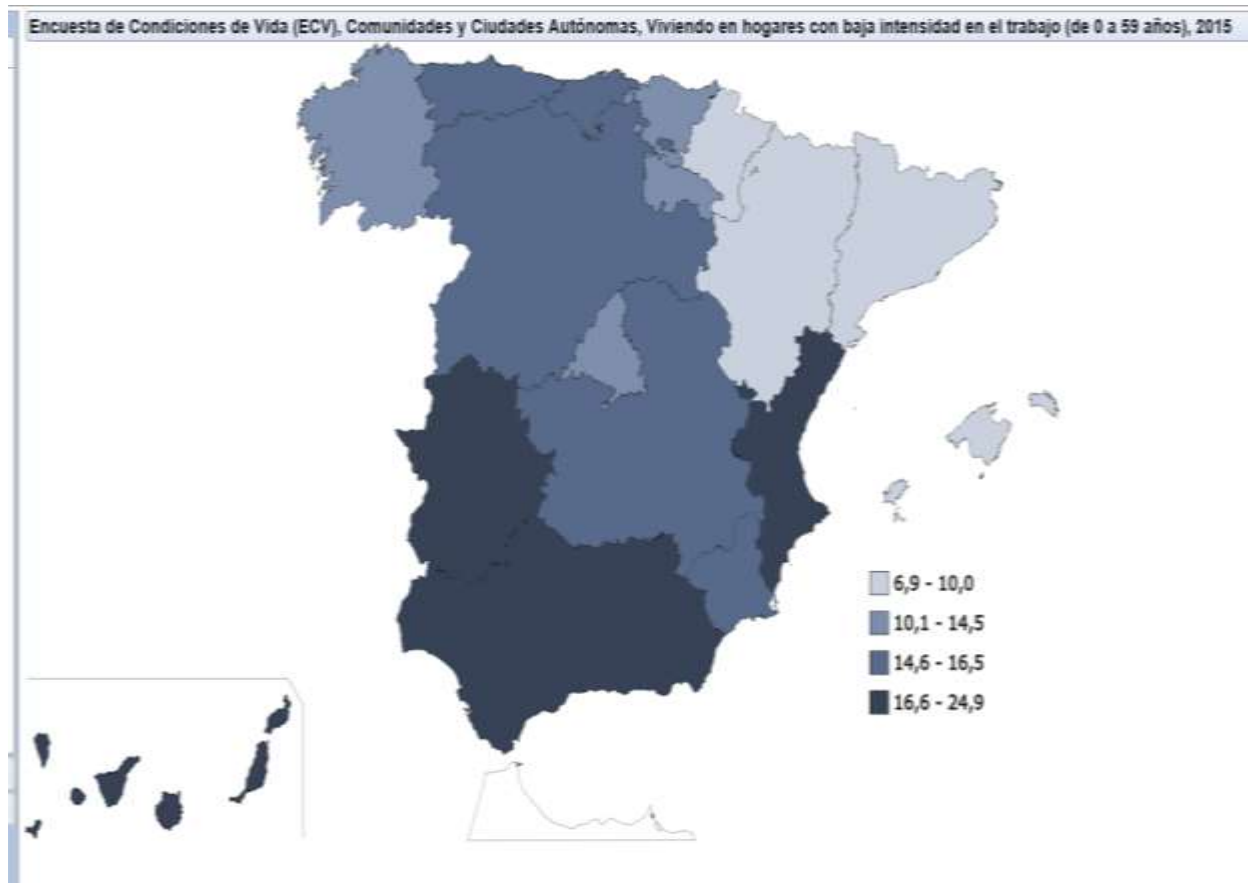 Encuesta de Condiciones de Vida (ECV), Comunidades y Ciudades Autónomas, Viviendo en hogares con baja intensidad en el trabajo (de 0 a 59 años), 2015
6,9 - 10,0
10,1 - 14,5
14,6 - 16,5
16,6 - 24,9